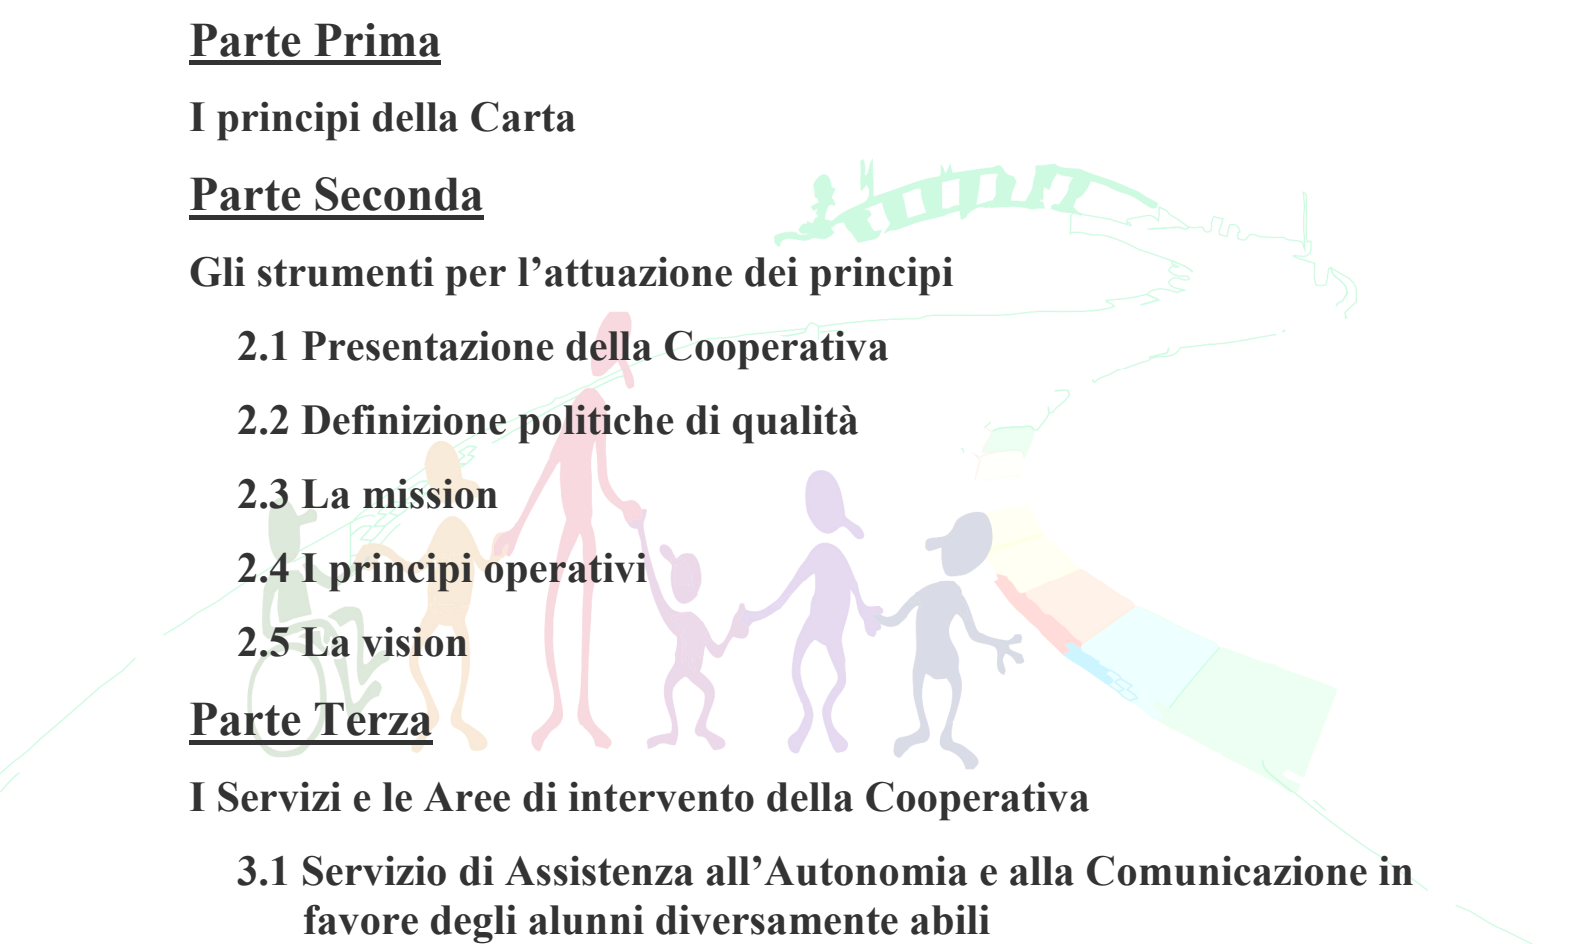 Parte Prima
I principi della Carta
Parte Seconda
Gli strumenti per l’attuazione dei principi
2.1 Presentazione della Cooperativa
2.2 Definizione politiche di qualità
2.3 La mission
2.4 I principi operativi
2.5 La vision
Parte Terza
I Servizi e le Aree di intervento della Cooperativa
3.1 Servizio di Assistenza all’Autonomia e alla Comunicazione in
favore degli alunni diversamente abili